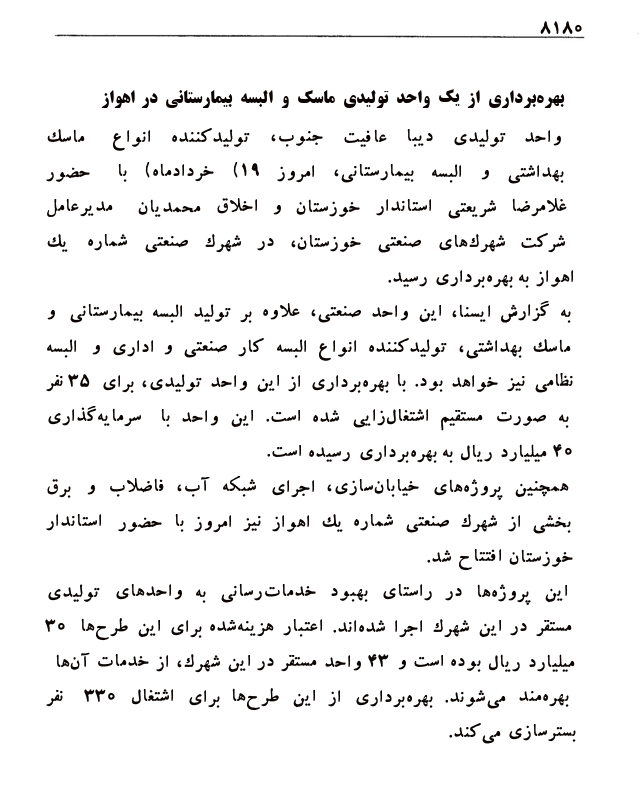 ۸۱۸۰
بهره‌برداری از یک واحد تولیدی ماسک و البسه بیمارستانی در اهواز
واحد تولیدی دیبا عافیت جنوب، تولیدکننده انواع ماسک
بهداشتی و البسه بیمارستانی، امروز ۱۹) خردادماه) با حضور
غلامرضا شریعتی استاندار خوزستان و اخلاق محمدیان مدیرعامل
شرکت شهرک‌های صنعتی خوزستان، در شهرک صنعتی شماره یک
اهواز به بهره‌برداری رسید.
به گزارش ایسنا، این واحد صنعتی، علاوه بر تولید البسه بیمارستانی و
ماسک بهداشتی، تولیدکننده انواع البسه کار صنعتی و اداری و البسه
نظامی نیز خواهد بود. با بهره‌برداری از این واحد تولیدی، برای ۳۵ نفر
به صورت مستقیم اشتغال‌زایی شده است. این واحد با سرمایه‌گذاری
۴۰ میلیارد ریال به بهره‌برداری رسیده است.
همچنین پروژه‌های خیابان‌سازی، اجرای شبکه آب، فاضلاب و برق
بخشی از شهرک صنعتی شماره یک اهواز نیز امروز با حضور استاندار
خوزستان افتتاح شد.
این پروژه‌ها در راستای بهبود خدمات‌رسانی به واحدهای تولیدی
مستقر در این شهرک اجرا شده‌اند. اعتبار هزینه‌شده برای این طرح‌ها ۳۰
میلیارد ریال بوده است و ۴۳ واحد مستقر در این شهرک، از خدمات آن‌ها
بهره‌مند می‌شوند. بهره‌برداری از این طرح‌ها برای اشتغال ۳۳۰ نفر
بسترسازی می‌کند.